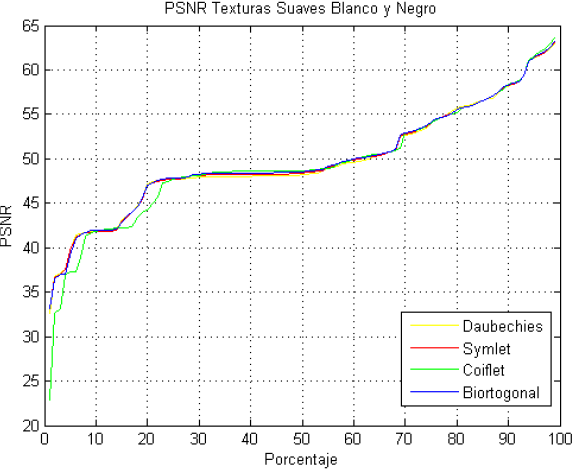 PSNR Texturas Suaves Blanco y Negro
65
60
55
50
45
40
35
30
25
20
PSNR
0 10 20 30 40 50 60 70 80 90 100
Porcentaje
Daubechies
Symlet
Coiflet
Biortogonal